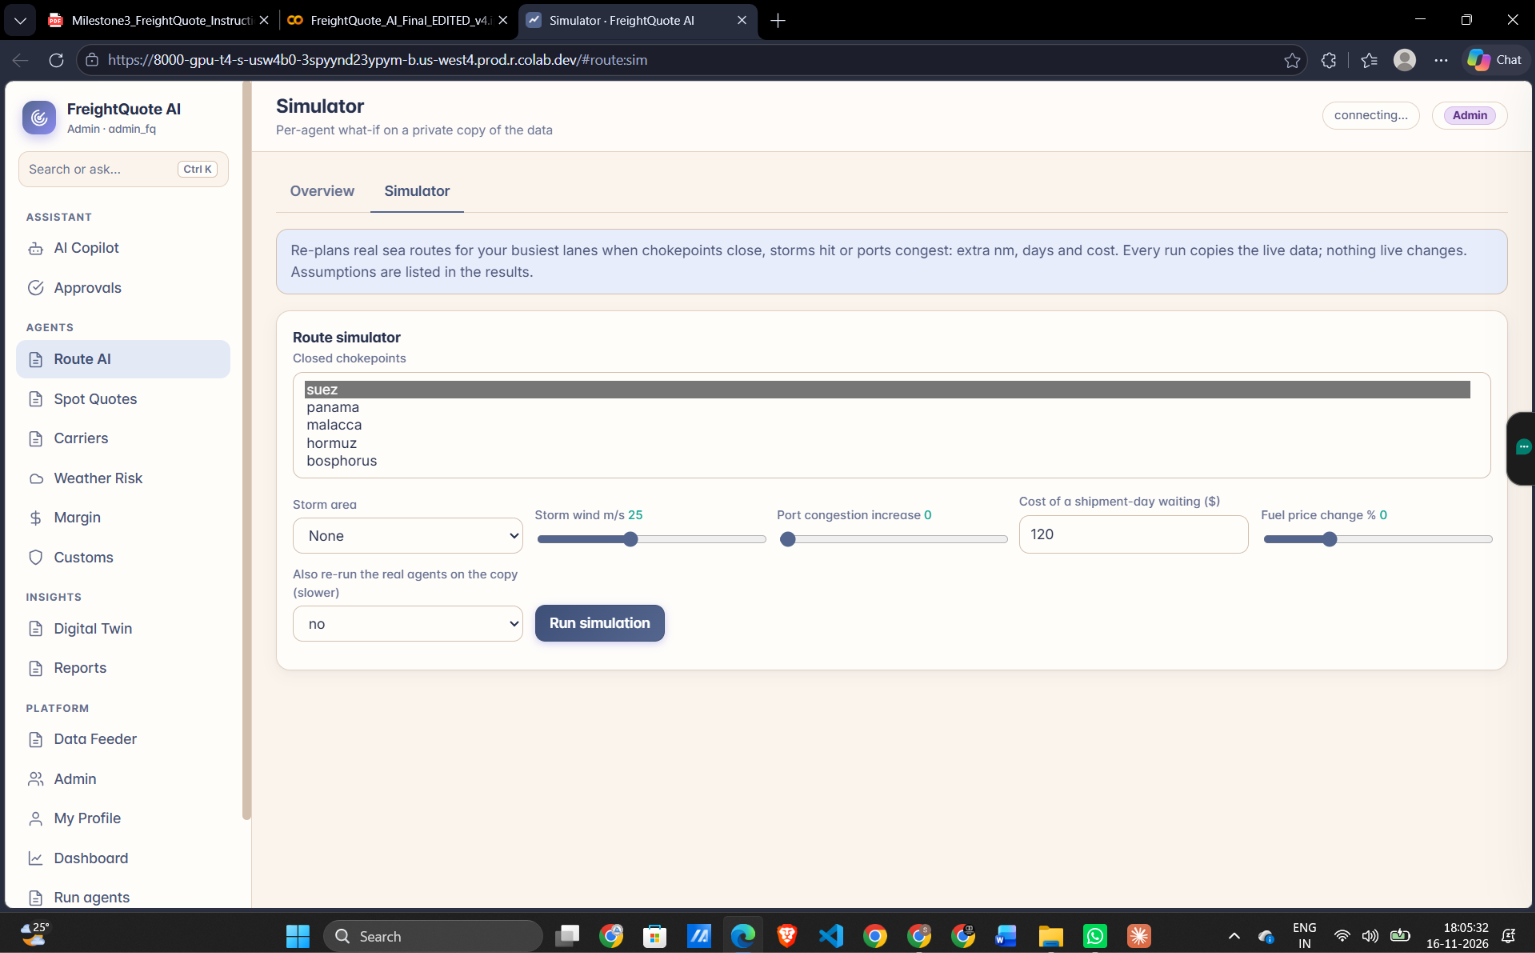 Milestone3_FreightQuote_Instructi
FreightQuote_AI_Final_EDITED_v4.i
Simulator · FreightQuote AI
https://8000-gpu-t4-s-usw4b0-3spyynd23ypym-b.us-west4.prod.r.colab.dev/#route:sim
Chat
FreightQuote AI
Admin · admin_fq
Search or ask...
Ctrl K
ASSISTANT
AI Copilot
Approvals
AGENTS
Route AI
Spot Quotes
Carriers
Weather Risk
Margin
Customs
INSIGHTS
Digital Twin
Reports
PLATFORM
Data Feeder
Admin
My Profile
Dashboard
Run agents
Simulator
Per-agent what-if on a private copy of the data
connecting...
Admin
Overview
Simulator
Re-plans real sea routes for your busiest lanes when chokepoints close, storms hit or ports congest: extra nm, days and cost. Every run copies the live data; nothing live changes.
Assumptions are listed in the results.
Route simulator
Closed chokepoints
suez
panama
malacca
hormuz
bosphorus
Storm area
None
Storm wind m/s 25
Port congestion increase 0
Cost of a shipment-day waiting ($)
120
Fuel price change % 0
Also re-run the real agents on the copy
(slower)
no
Run simulation
25°
Search
ENG
IN
18:05:32
16-11-2026